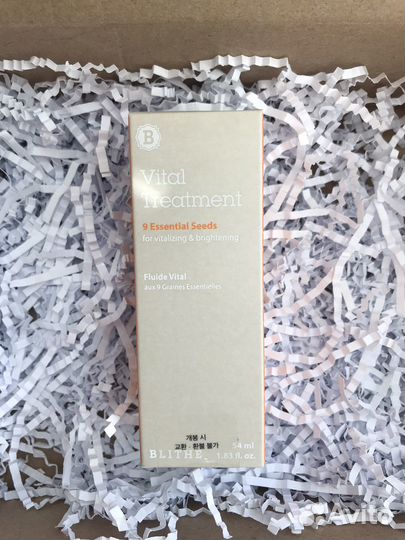 B
Vital
Treatment
9 Essential Seeds
for vitalizing & brightening
Fluide Vital
aux 9 Graines Essentielles
개봉 시
교환·환불 불가
54 ml
BLITHE
1.83 fl. oz.
Avito